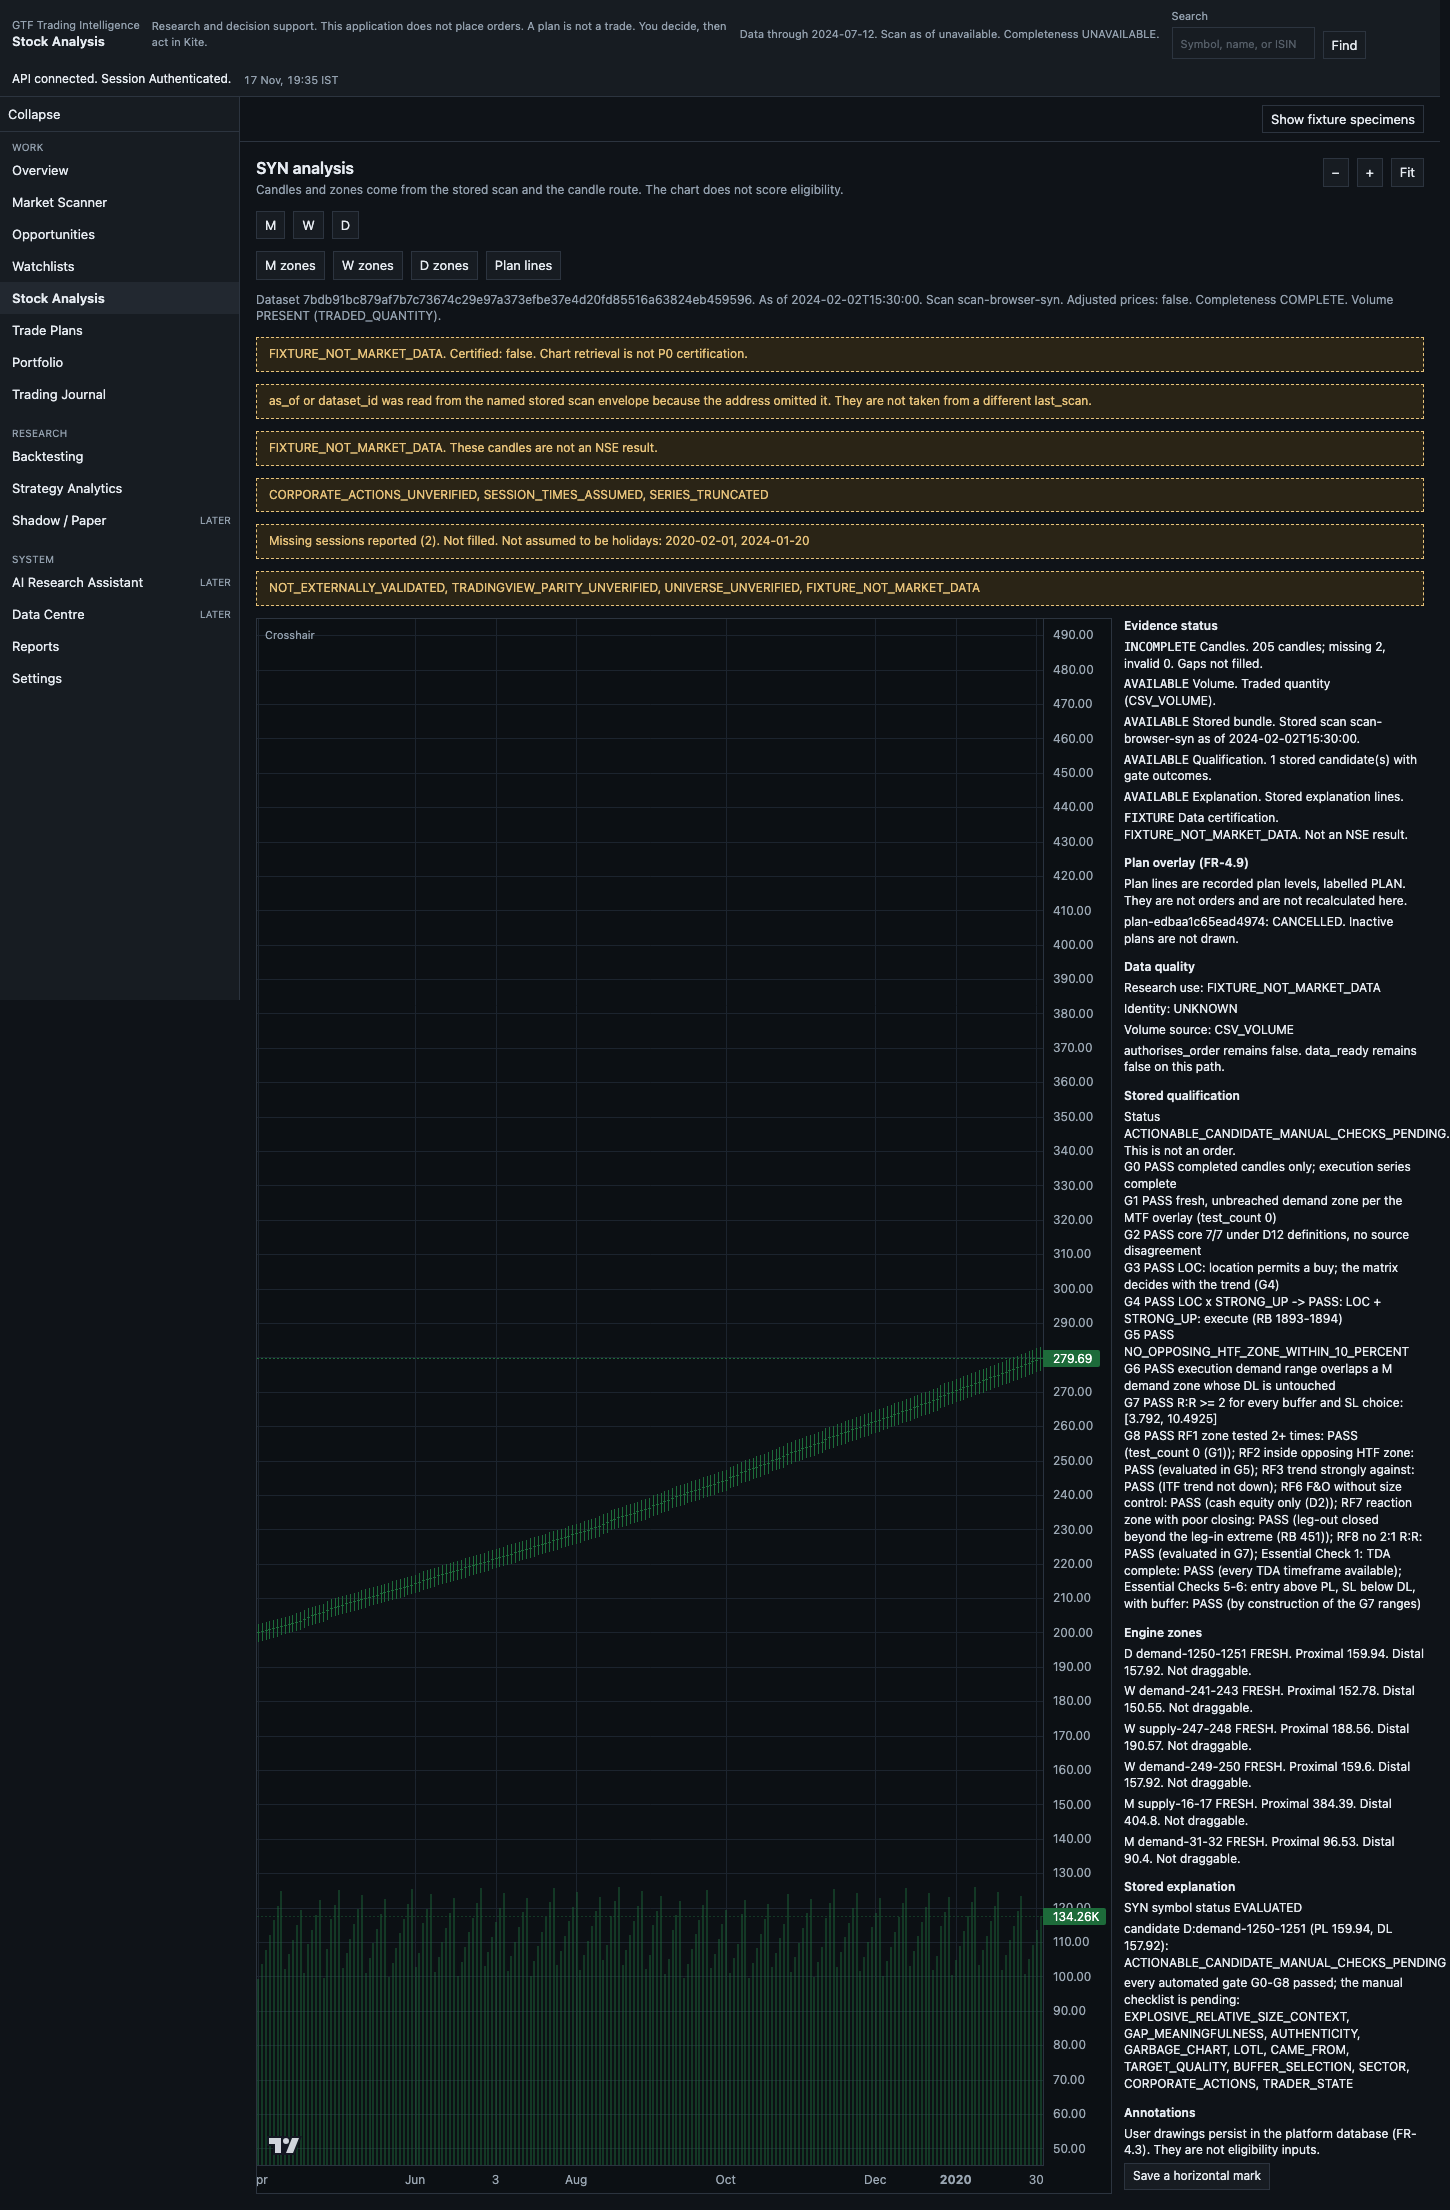 GTF Trading Intelligence
Stock Analysis
Research and decision support. This application does not place orders. A plan is not a trade. You decide, then
act in Kite.
Data through 2024-07-12. Scan as of unavailable. Completeness UNAVAILABLE.
Search
Symbol, name, or ISIN
Find
API connected. Session Authenticated.
17 Nov, 19:35 IST
Collapse
WORK
Overview
Market Scanner
Opportunities
Watchlists
Stock Analysis
Trade Plans
Portfolio
Trading Journal
RESEARCH
Backtesting
Strategy Analytics
Shadow / Paper LATER
SYSTEM
AI Research Assistant LATER
Data Centre LATER
Reports
Settings
Show fixture specimens
SYN analysis
Candles and zones come from the stored scan and the candle route. The chart does not score eligibility.
− + Fit
M W D
M zones W zones D zones Plan lines
Dataset 7bdb91bc879af7b7c73674c29e97a373efbe37e4d20fd85516a63824eb459596. As of 2024-02-02T15:30:00. Scan scan-browser-syn. Adjusted prices: false. Completeness COMPLETE. Volume
PRESENT (TRADED_QUANTITY).
FIXTURE_NOT_MARKET_DATA. Certified: false. Chart retrieval is not P0 certification.
as_of or dataset_id was read from the named stored scan envelope because the address omitted it. They are not taken from a different last_scan.
FIXTURE_NOT_MARKET_DATA. These candles are not an NSE result.
CORPORATE_ACTIONS_UNVERIFIED, SESSION_TIMES_ASSUMED, SERIES_TRUNCATED
Missing sessions reported (2). Not filled. Not assumed to be holidays: 2020-02-01, 2024-01-20
NOT_EXTERNALLY_VALIDATED, TRADINGVIEW_PARITY_UNVERIFIED, UNIVERSE_UNVERIFIED, FIXTURE_NOT_MARKET_DATA
Crosshair
490.00
480.00
470.00
460.00
450.00
440.00
430.00
420.00
410.00
400.00
390.00
380.00
370.00
360.00
350.00
340.00
330.00
320.00
310.00
300.00
290.00
279.69
270.00
260.00
250.00
240.00
230.00
220.00
210.00
200.00
190.00
180.00
170.00
160.00
150.00
140.00
130.00
120.00
134.26K
110.00
100.00
90.00
80.00
70.00
60.00
50.00
pr Jun 3 Aug Oct Dec 2020 30
Evidence status
INCOMPLETE Candles. 205 candles; missing 2,
invalid 0. Gaps not filled.
AVAILABLE Volume. Traded quantity
(CSV_VOLUME).
AVAILABLE Stored bundle. Stored scan scan-
browser-syn as of 2024-02-02T15:30:00.
AVAILABLE Qualification. 1 stored candidate(s) with
gate outcomes.
AVAILABLE Explanation. Stored explanation lines.
FIXTURE Data certification.
FIXTURE_NOT_MARKET_DATA. Not an NSE result.
Plan overlay (FR-4.9)
Plan lines are recorded plan levels, labelled PLAN.
They are not orders and are not recalculated here.
plan-edbaa1c65ead4974: CANCELLED. Inactive
plans are not drawn.
Data quality
Research use: FIXTURE_NOT_MARKET_DATA
Identity: UNKNOWN
Volume source: CSV_VOLUME
authorises_order remains false. data_ready remains
false on this path.
Stored qualification
Status
ACTIONABLE_CANDIDATE_MANUAL_CHECKS_PENDING.
This is not an order.
G0 PASS completed candles only; execution series
complete
G1 PASS fresh, unbreached demand zone per the
MTF overlay (test_count 0)
G2 PASS core 7/7 under D12 definitions, no source
disagreement
G3 PASS LOC: location permits a buy; the matrix
decides with the trend (G4)
G4 PASS LOC x STRONG_UP -> PASS: LOC +
STRONG_UP: execute (RB 1893-1894)
G5 PASS
NO_OPPOSING_HTF_ZONE_WITHIN_10_PERCENT
G6 PASS execution demand range overlaps a M
demand zone whose DL is untouched
G7 PASS R:R >= 2 for every buffer and SL choice:
[3.792, 10.4925]
G8 PASS RF1 zone tested 2+ times: PASS
(test_count 0 (G1)); RF2 inside opposing HTF zone:
PASS (evaluated in G5); RF3 trend strongly against:
PASS (ITF trend not down); RF6 F&O without size
control: PASS (cash equity only (D2)); RF7 reaction
zone with poor closing: PASS (leg-out closed
beyond the leg-in extreme (RB 451)); RF8 no 2:1 R:R:
PASS (evaluated in G7); Essential Check 1: TDA
complete: PASS (every TDA timeframe available);
Essential Checks 5-6: entry above PL, SL below DL,
with buffer: PASS (by construction of the G7 ranges)
Engine zones
D demand-1250-1251 FRESH. Proximal 159.94. Distal
157.92. Not draggable.
W demand-241-243 FRESH. Proximal 152.78. Distal
150.55. Not draggable.
W supply-247-248 FRESH. Proximal 188.56. Distal
190.57. Not draggable.
W demand-249-250 FRESH. Proximal 159.6. Distal
157.92. Not draggable.
M supply-16-17 FRESH. Proximal 384.39. Distal
404.8. Not draggable.
M demand-31-32 FRESH. Proximal 96.53. Distal
90.4. Not draggable.
Stored explanation
SYN symbol status EVALUATED
candidate D:demand-1250-1251 (PL 159.94, DL
157.92):
ACTIONABLE_CANDIDATE_MANUAL_CHECKS_PENDING
every automated gate G0-G8 passed; the manual
checklist is pending:
EXPLOSIVE_RELATIVE_SIZE_CONTEXT,
GAP_MEANINGFULNESS, AUTHENTICITY,
GARBAGE_CHART, LOTL, CAME_FROM,
TARGET_QUALITY, BUFFER_SELECTION, SECTOR,
CORPORATE_ACTIONS, TRADER_STATE
Annotations
User drawings persist in the platform database (FR-
4.3). They are not eligibility inputs.
Save a horizontal mark